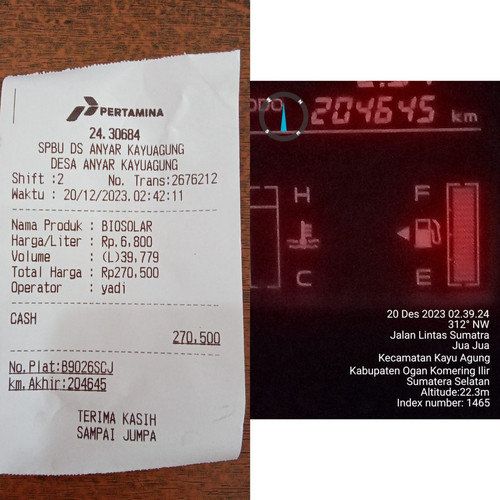 PERTAMINA
24.30684
SPBU DS ANYAR KAYUAGUNG
DESA ANYAR KAYUAGUNG
Shift :2 No. Trans:2676212
Waktu : 20/12/2023.02:42:11
Nama Produk : BIOSOLAR
Harga/Liter : Rp.6,800
Volume : (L)39,779
Total Harga : Rp270,500
Operator : yadi
CASH
270.500
No.Plat:B9026SCJ
km.Akhir:204645
TERIMA KASIH
SAMPAI JUMPA
ODO 204645 km
H F
C E
20 Des 2023 02.39.24
312° NW
Jalan Lintas Sumatra
Jua Jua
Kecamatan Kayu Agung
Kabupaten Ogan Komering Ilir
Sumatera Selatan
Altitude:22.3m
Index number: 1465